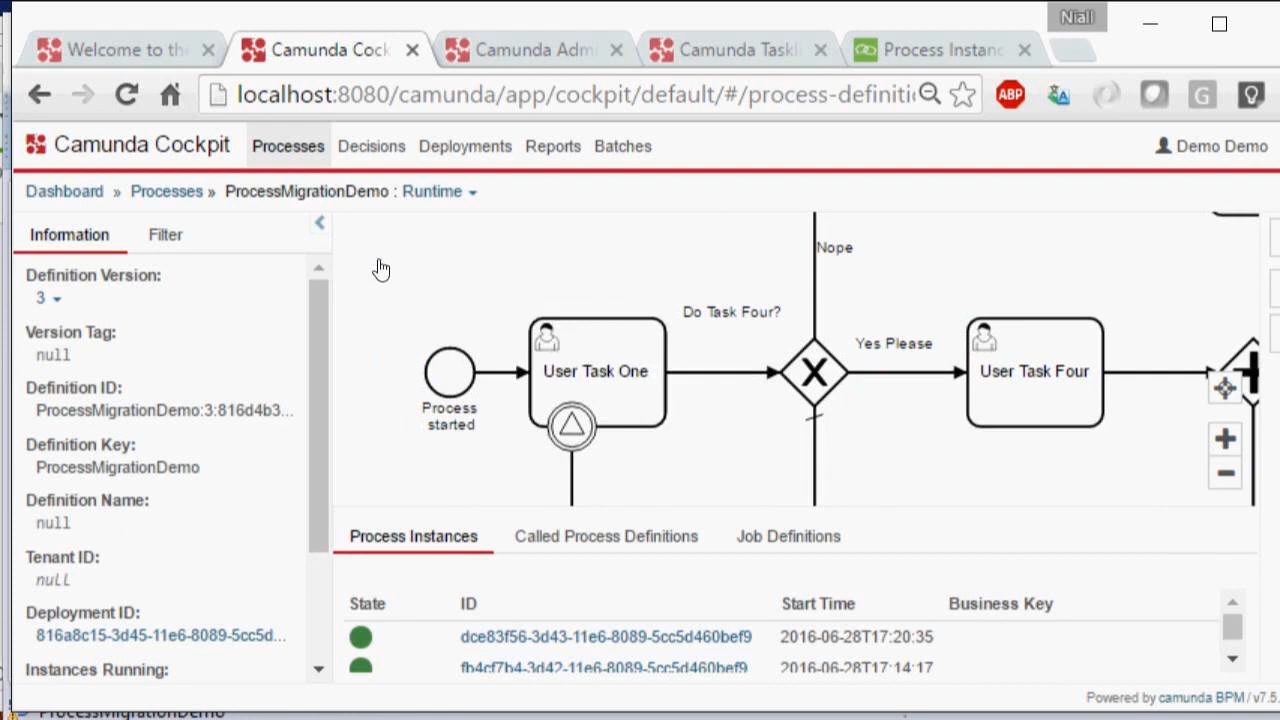 Niall
Welcome to the
Camunda Cock
Camunda Admi
Camunda Taskli
Process Instanc
localhost:8080/camunda/app/cockpit/default/#/process-definiti
ABP
G
Camunda Cockpit
Processes
Decisions
Deployments
Reports
Batches
Demo Demo
Dashboard » Processes » ProcessMigrationDemo : Runtime
Information
Filter
Definition Version:
3
Version Tag:
null
Definition ID:
ProcessMigrationDemo:3:816d4b3...
Definition Key:
ProcessMigrationDemo
Definition Name:
null
Tenant ID:
null
Deployment ID:
816a8c15-3d45-11e6-8089-5cc5d...
Instances Running:
Nope
Do Task Four?
Yes Please
User Task One
User Task Four
Process
started
Process Instances
Called Process Definitions
Job Definitions
State
ID
Start Time
Business Key
dce83f56-3d43-11e6-8089-5cc5d460bef9
2016-06-28T17:20:35
fb4cf7b4-3d42-11e6-8089-5cc5d460bef9
2016-06-28T17:14:17
Powered by camunda BPM / v7.5.
ProcessMigrationDemo